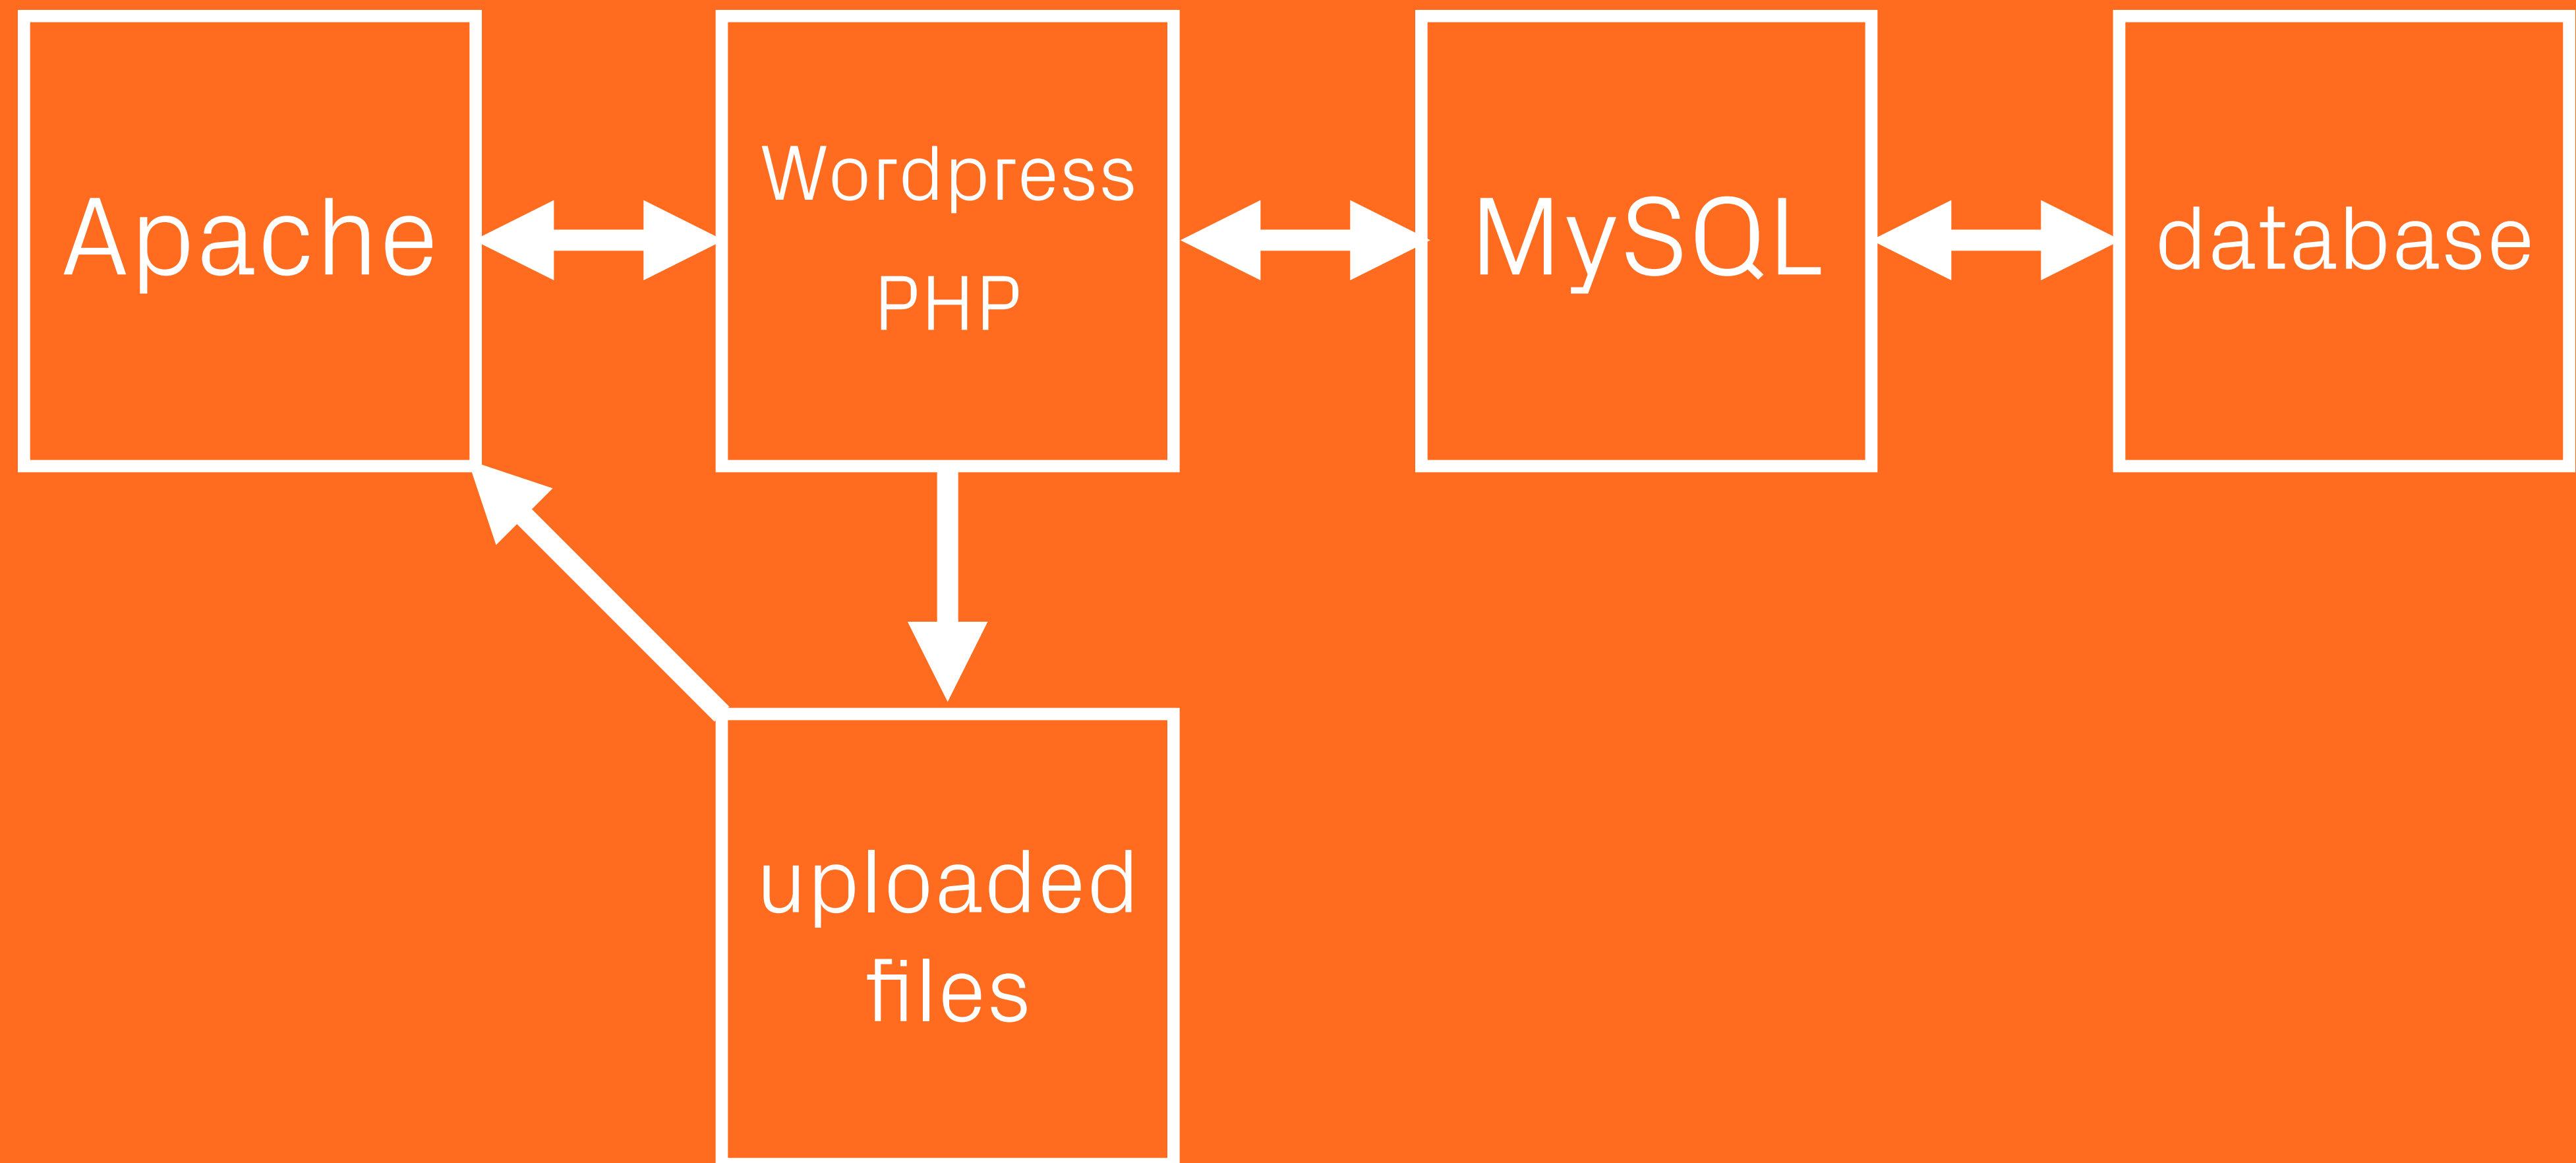 Apache
Wordpress
PHP
MySQL
database
uploaded
files